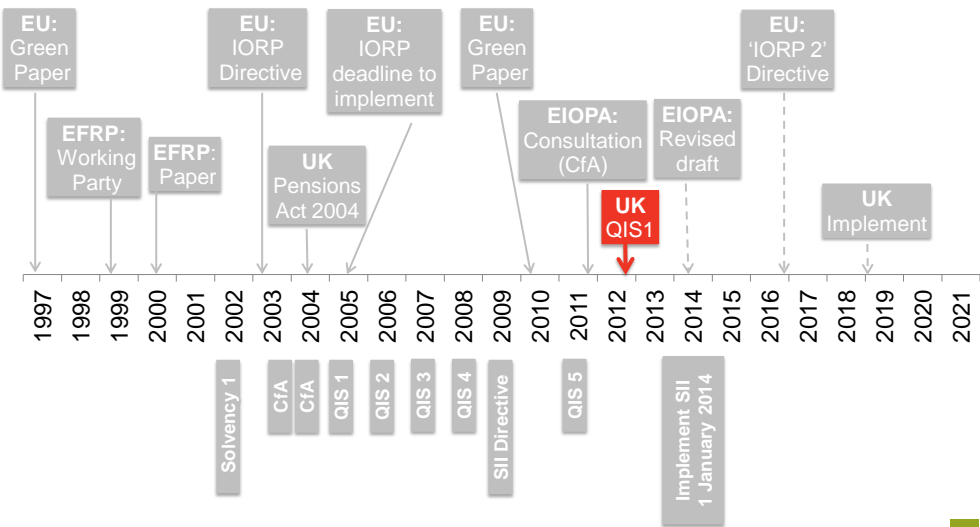 EU:
Green
Paper
EFRP:
Working
Party
EFRP:
Paper
EU:
IORP
Directive
UK
Pensions
Act 2004
EU:
IORP
deadline to
implement
EU:
Green
Paper
EIOPA:
Consultation
(CfA)
UK
QIS1
EIOPA:
Revised
draft
EU:
‘IORP 2’
Directive
UK
Implement
1997
1998
1999
2000
2001
2002
2003
2004
2005
2006
2007
2008
2009
2010
2011
2012
2013
2014
2015
2016
2017
2018
2019
2020
2021
Solvency 1
CfA
CfA
QIS 1
QIS 2
QIS 3
QIS 4
SII Directive
QIS 5
Implement SII
1 January 2014